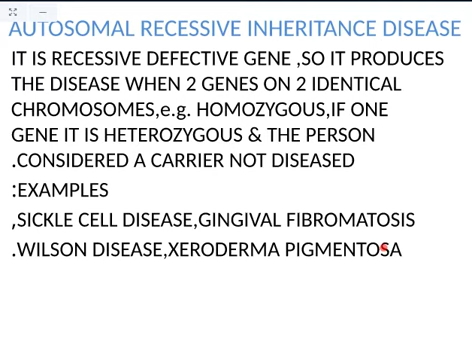 AUTOSOMAL RECESSIVE INHERITANCE DISEASE
IT IS RECESSIVE DEFECTIVE GENE ,SO IT PRODUCES
THE DISEASE WHEN 2 GENES ON 2 IDENTICAL
CHROMOSOMES,e.g. HOMOZYGOUS,IF ONE
GENE IT IS HETEROZYGOUS & THE PERSON
.CONSIDERED A CARRIER NOT DISEASED
:EXAMPLES
,SICKLE CELL DISEASE,GINGIVAL FIBROMATOSIS
.WILSON DISEASE,XERODERMA PIGMENTOSA